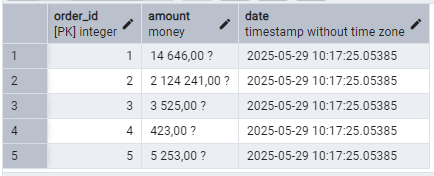 order_id amount date
[PK] integer money timestamp without time zone
1 1 14 646,00 ? 2025-05-29 10:17:25.05385
2 2 2 124 241,00 ? 2025-05-29 10:17:25.05385
3 3 3 525,00 ? 2025-05-29 10:17:25.05385
4 4 423,00 ? 2025-05-29 10:17:25.05385
5 5 5 253,00 ? 2025-05-29 10:17:25.05385